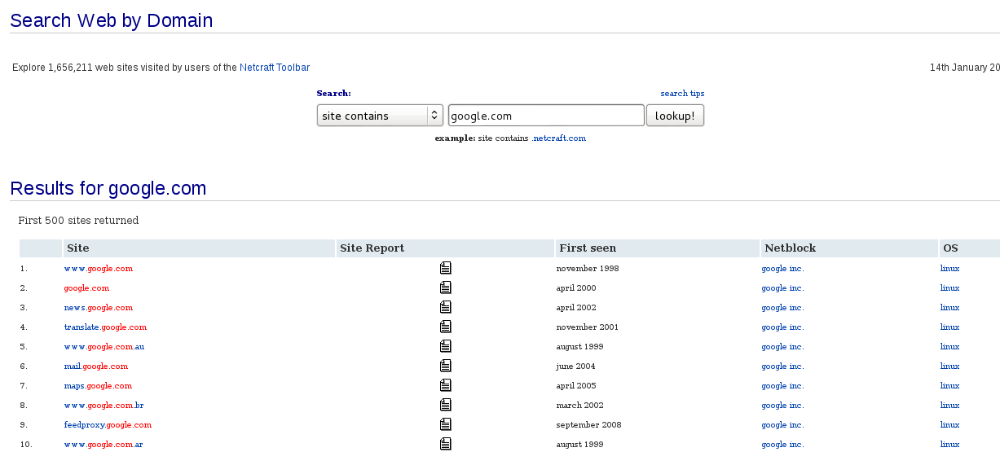 Search Web by Domain
Explore 1,656,211 web sites visited by users of the Netcraft Toolbar 14th January 20
Search: search tips
site contains google.com lookup!
example: site contains .netcraft.com
Results for google.com
First 500 sites returned
Site Site Report First seen Netblock OS
1. www.google.com november 1998 google inc. linux
2. google.com april 2000 google inc. linux
3. news.google.com april 2002 google inc. linux
4. translate.google.com november 2001 google inc. linux
5. www.google.com.au august 1999 google inc. linux
6. mail.google.com june 2004 google inc. linux
7. maps.google.com april 2005 google inc. linux
8. www.google.com.br march 2002 google inc. linux
9. feedproxy.google.com september 2008 google inc. linux
10. www.google.com.ar august 1999 google inc. linux